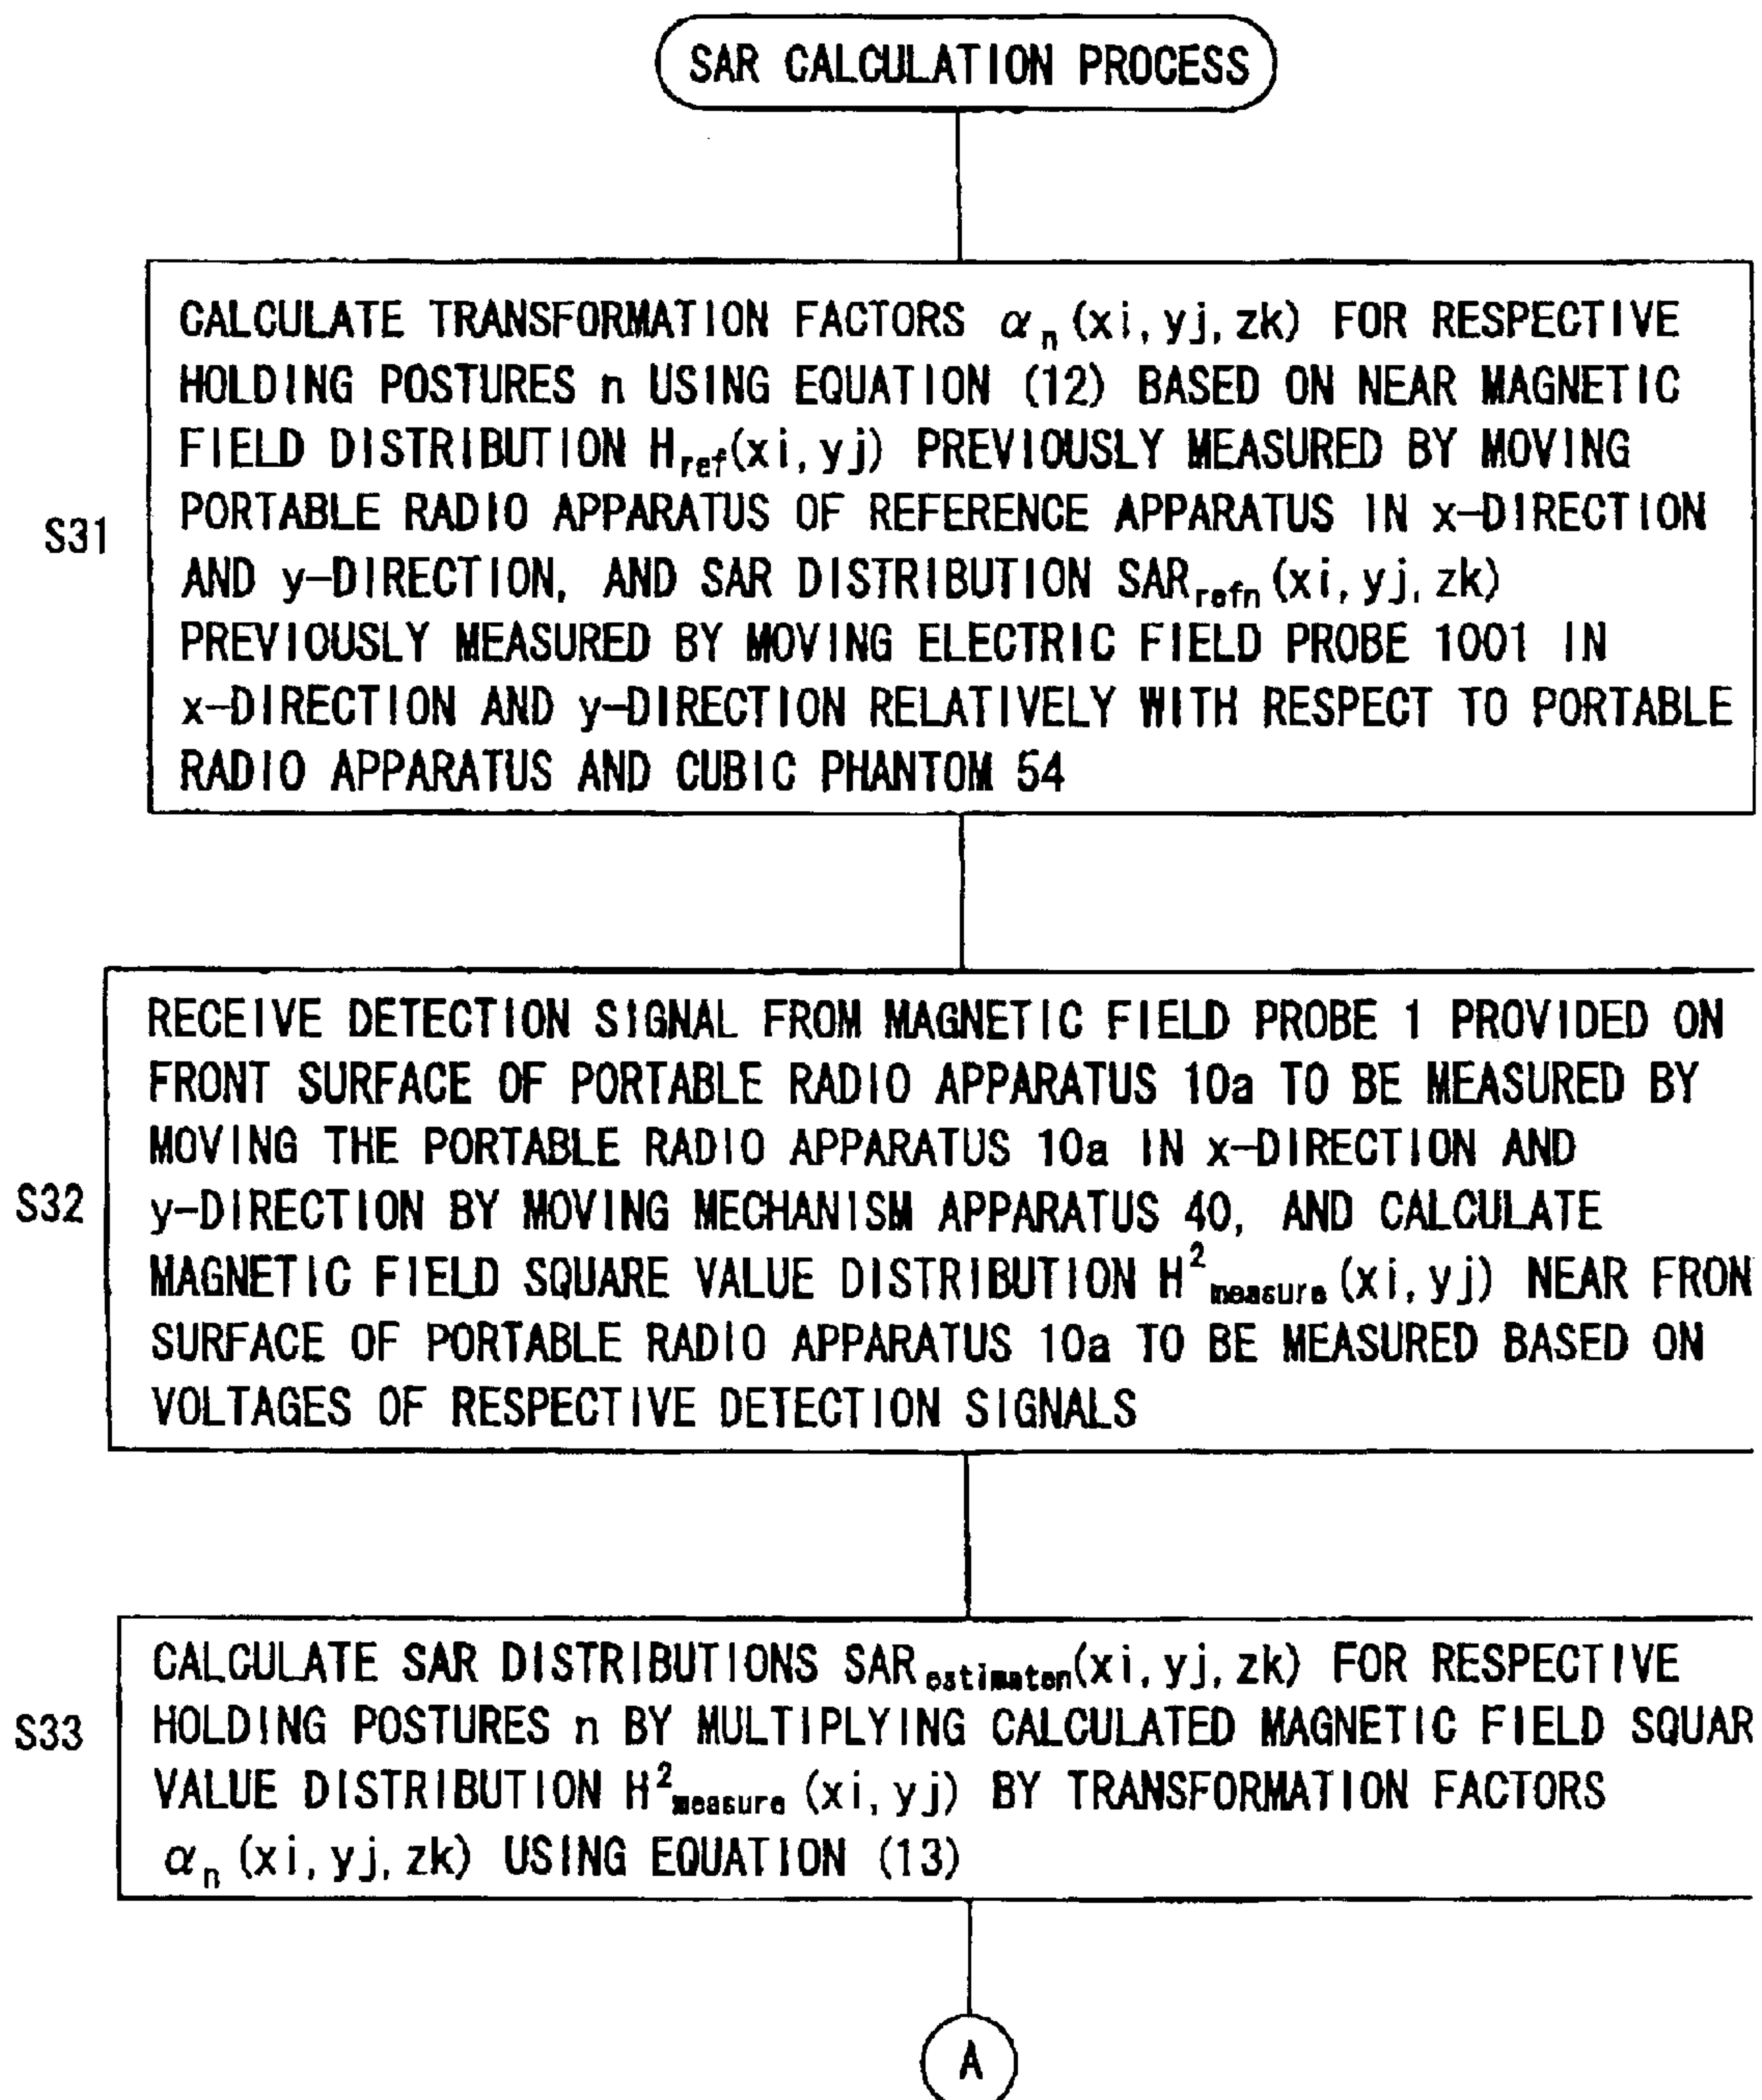 SAR CALCULATION PROCESS
S31
CALCULATE TRANSFORMATION FACTORS αn(xi, yj, zk) FOR RESPECTIVE
HOLDING POSTURES n USING EQUATION (12) BASED ON NEAR MAGNETIC
FIELD DISTRIBUTION Href(xi, yj) PREVIOUSLY MEASURED BY MOVING
PORTABLE RADIO APPARATUS OF REFERENCE APPARATUS IN x-DIRECTION
AND y-DIRECTION, AND SAR DISTRIBUTION SARrefn(xi, yj, zk)
PREVIOUSLY MEASURED BY MOVING ELECTRIC FIELD PROBE 1001 IN
x-DIRECTION AND y-DIRECTION RELATIVELY WITH RESPECT TO PORTABLE
RADIO APPARATUS AND CUBIC PHANTOM 54
S32
RECEIVE DETECTION SIGNAL FROM MAGNETIC FIELD PROBE 1 PROVIDED ON
FRONT SURFACE OF PORTABLE RADIO APPARATUS 10a TO BE MEASURED BY
MOVING THE PORTABLE RADIO APPARATUS 10a IN x-DIRECTION AND
y-DIRECTION BY MOVING MECHANISM APPARATUS 40, AND CALCULATE
MAGNETIC FIELD SQUARE VALUE DISTRIBUTION H²measure(xi, yj) NEAR FRON
SURFACE OF PORTABLE RADIO APPARATUS 10a TO BE MEASURED BASED ON
VOLTAGES OF RESPECTIVE DETECTION SIGNALS
S33
CALCULATE SAR DISTRIBUTIONS SARestimaten(xi, yj, zk) FOR RESPECTIVE
HOLDING POSTURES n BY MULTIPLYING CALCULATED MAGNETIC FIELD SQUAR
VALUE DISTRIBUTION H²measure (xi, yj) BY TRANSFORMATION FACTORS
αn(xi, yj, zk) USING EQUATION (13)
A